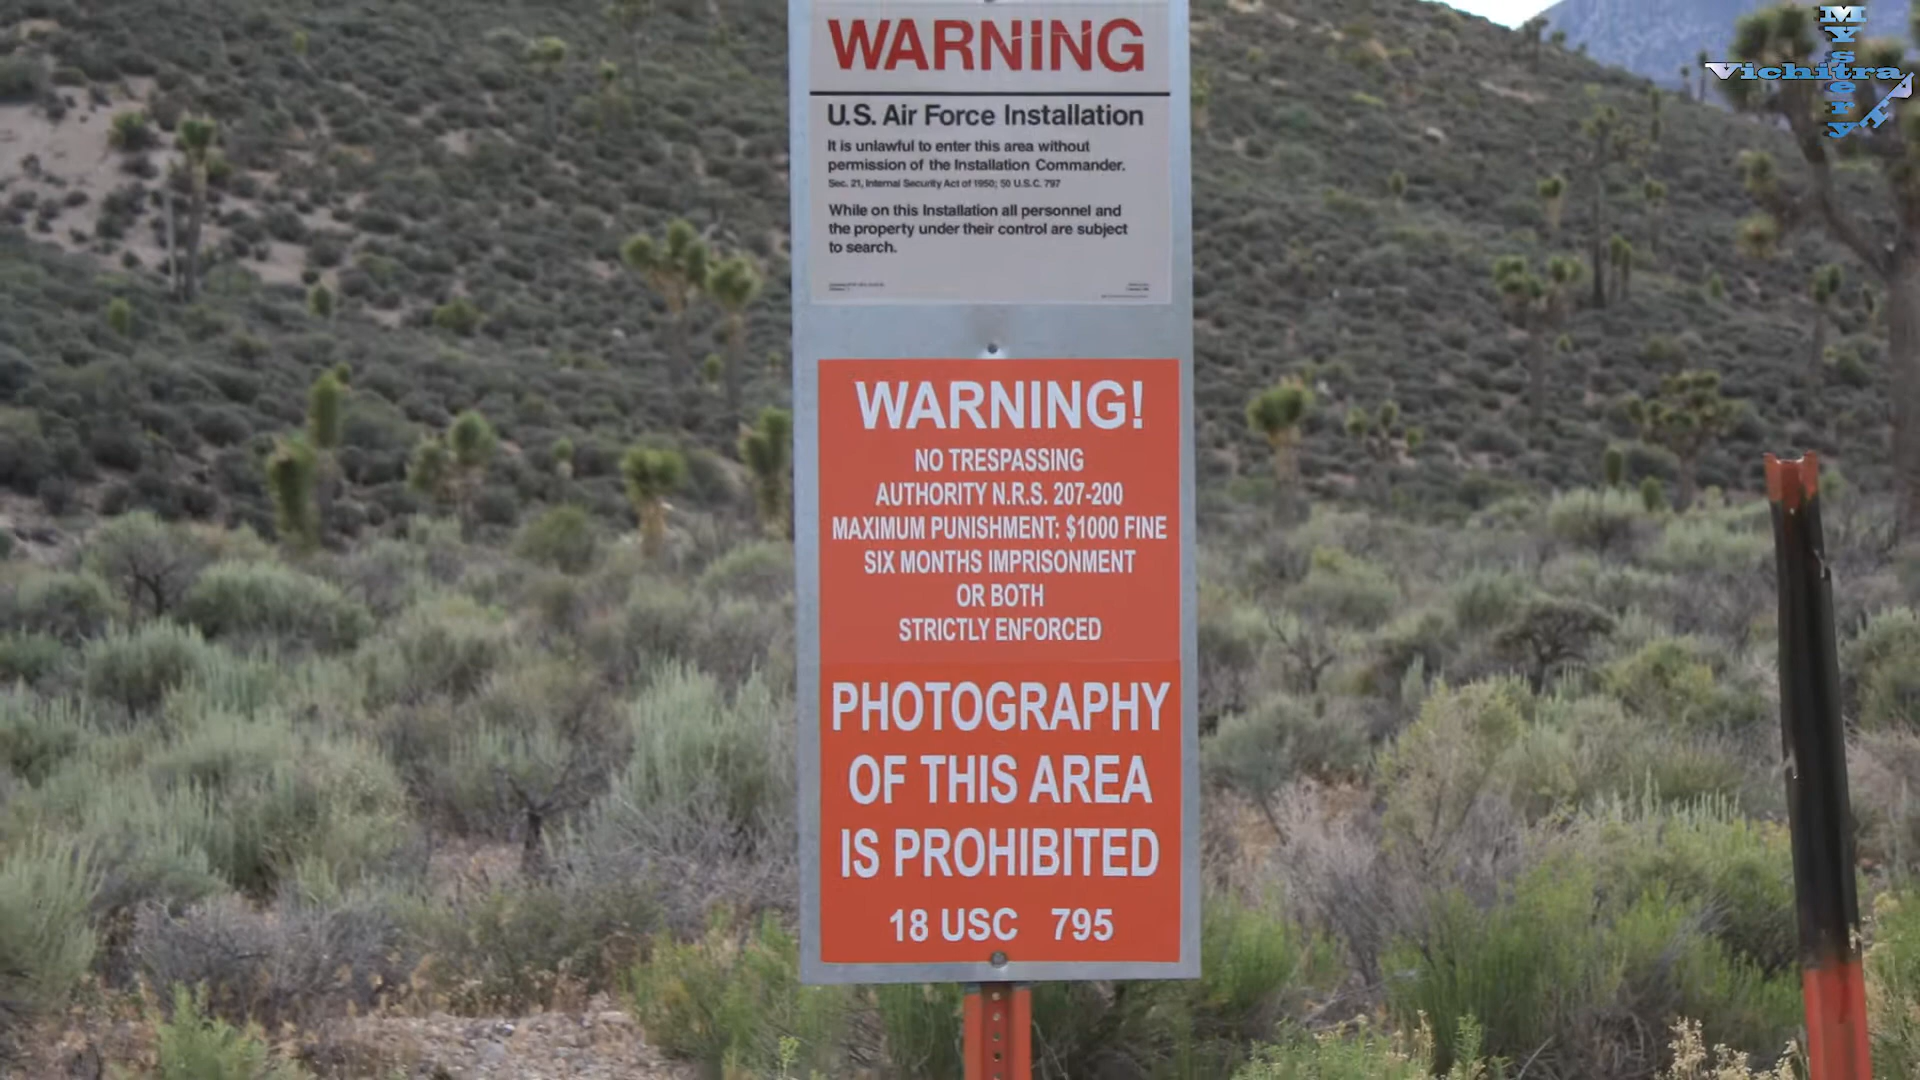 WARNING
U.S. Air Force Installation
It is unlawful to enter this area without
permission of the Installation Commander.
Sec. 21, Internal Security Act of 1950; 50 U.S.C. 797
While on this Installation all personnel and
the property under their control are subject
to search.
WARNING!
NO TRESPASSING
AUTHORITY N.R.S. 207-200
MAXIMUM PUNISHMENT: $1000 FINE
SIX MONTHS IMPRISONMENT
OR BOTH
STRICTLY ENFORCED
PHOTOGRAPHY
OF THIS AREA
IS PROHIBITED
18 USC 795
Mystery
Vichitra